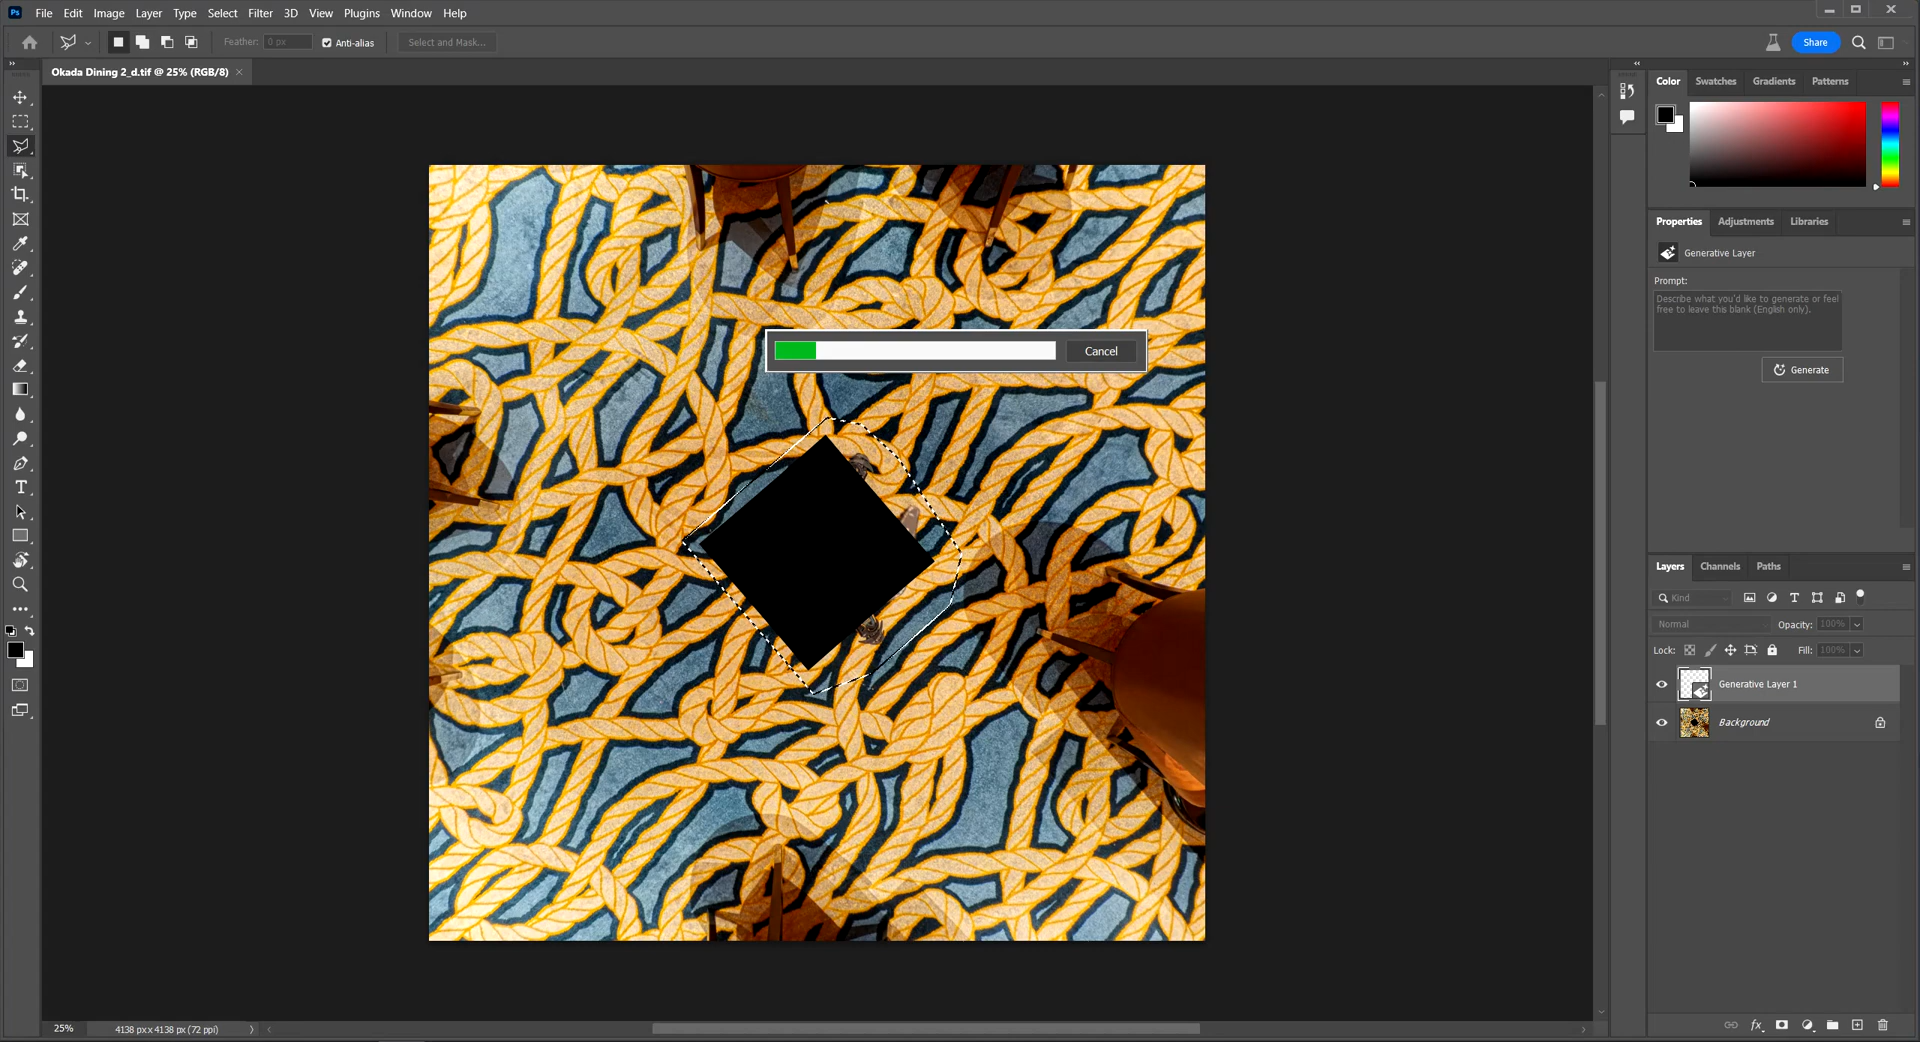 Ps File Edit Image Layer Type Select Filter 3D View Plugins Window Help
Feather: 0 px Anti-alias Select and Mask... Share
Okada Dining 2_d.tif @ 25% (RGB/8) ×
Color Swatches Gradients Patterns
Properties Adjustments Libraries
Generative Layer
Prompt:
Describe what you'd like to generate or feel
free to leave this blank (English only).
Cancel
Generate
Layers Channels Paths
Kind
Normal Opacity: 100%
Lock: Fill: 100%
Generative Layer 1
Background
25% 4138 px x 4138 px (72 ppi)
fx